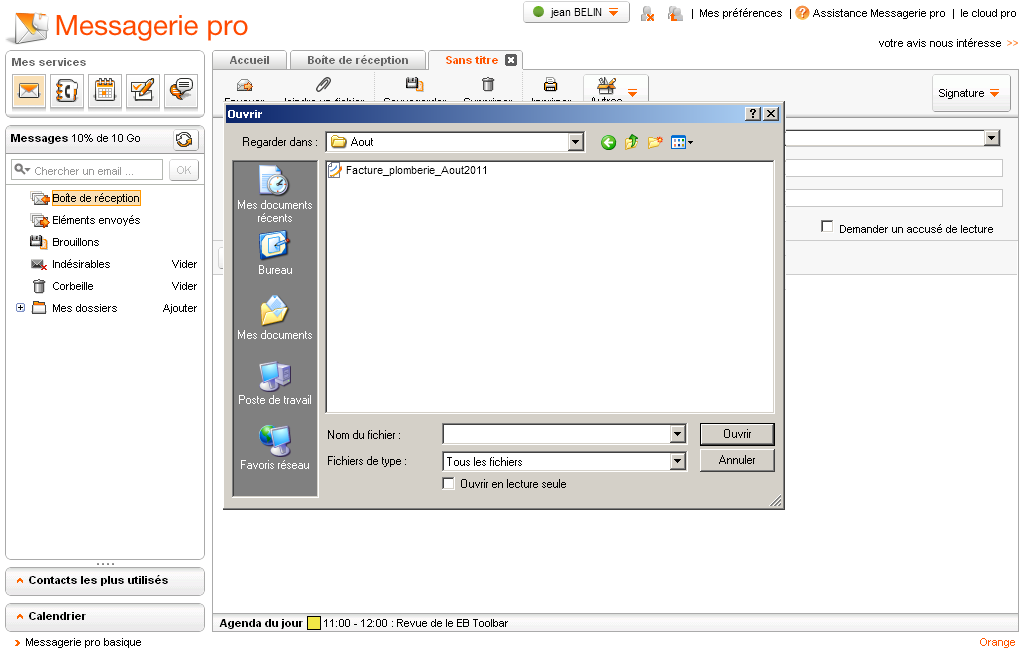 jean BELIN | Mes préférences | Assistance Messagerie pro | le cloud pro
Messagerie pro
votre avis nous intéresse >>
Mes services
Accueil Boîte de réception Sans titre
Envoyer Joindre un fichier Sauvegarder Supprimer Imprimer Autres Signature
Messages 10% de 10 Go
Chercher un email ... OK
Boîte de réception
Eléments envoyés
Brouillons
Indésirables Vider
Corbeille Vider
Mes dossiers Ajouter
Ouvrir
Regarder dans : Aout
Facture_plomberie_Aout2011
Mes documents
récents
Bureau
Mes documents
Poste de travail
Favoris réseau
Nom du fichier : Ouvrir
Fichiers de type : Tous les fichiers Annuler
Ouvrir en lecture seule
Demander un accusé de lecture
Contacts les plus utilisés
Calendrier
Agenda du jour 11:00 - 12:00 : Revue de le EB Toolbar
Messagerie pro basique Orange